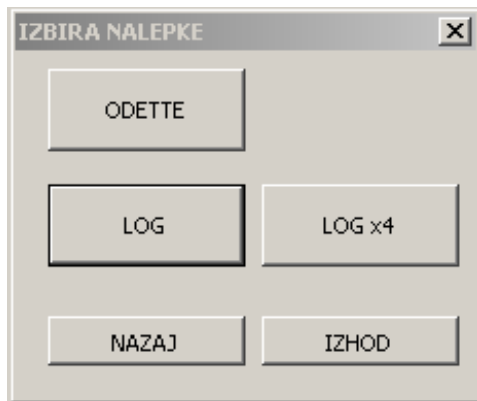 IZBIRA NALEPKE
ODETTE
LOG
LOG x4
NAZAJ
IZHOD